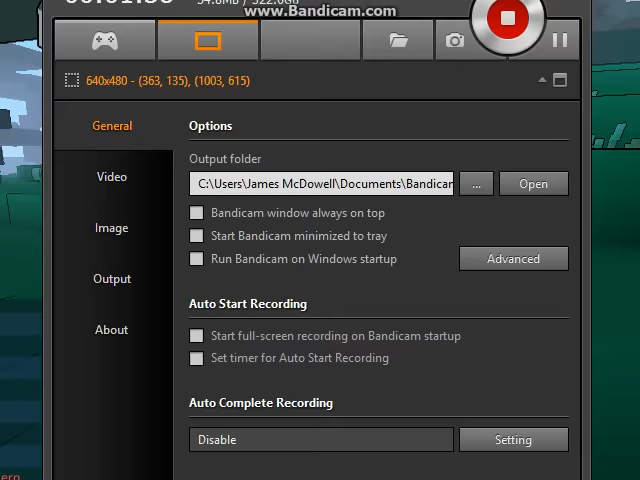 www.Bandicam.com
640x480 - (363, 135), (1003, 615)
General
Video
Image
Output
About
Options
Output folder
C:\Users\James McDowell\Documents\Bandicam
...
Open
Bandicam window always on top
Start Bandicam minimized to tray
Run Bandicam on Windows startup
Advanced
Auto Start Recording
Start full-screen recording on Bandicam startup
Set timer for Auto Start Recording
Auto Complete Recording
Disable
Setting